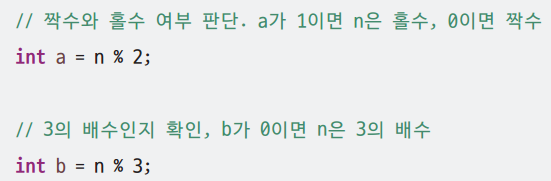 // 짝수와 홀수 여부 판단. a가 1이면 n은 홀수, 0이면 짝수
int a = n % 2;
// 3의 배수인지 확인, b가 0이면 n은 3의 배수
int b = n % 3;